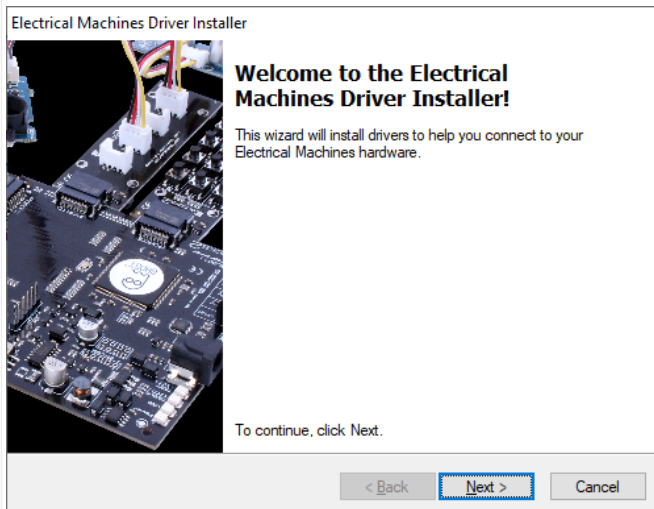 Electrical Machines Driver Installer
Welcome to the Electrical
Machines Driver Installer!
This wizard will install drivers to help you connect to your
Electrical Machines hardware.
To continue, click Next.
< Back
Next >
Cancel